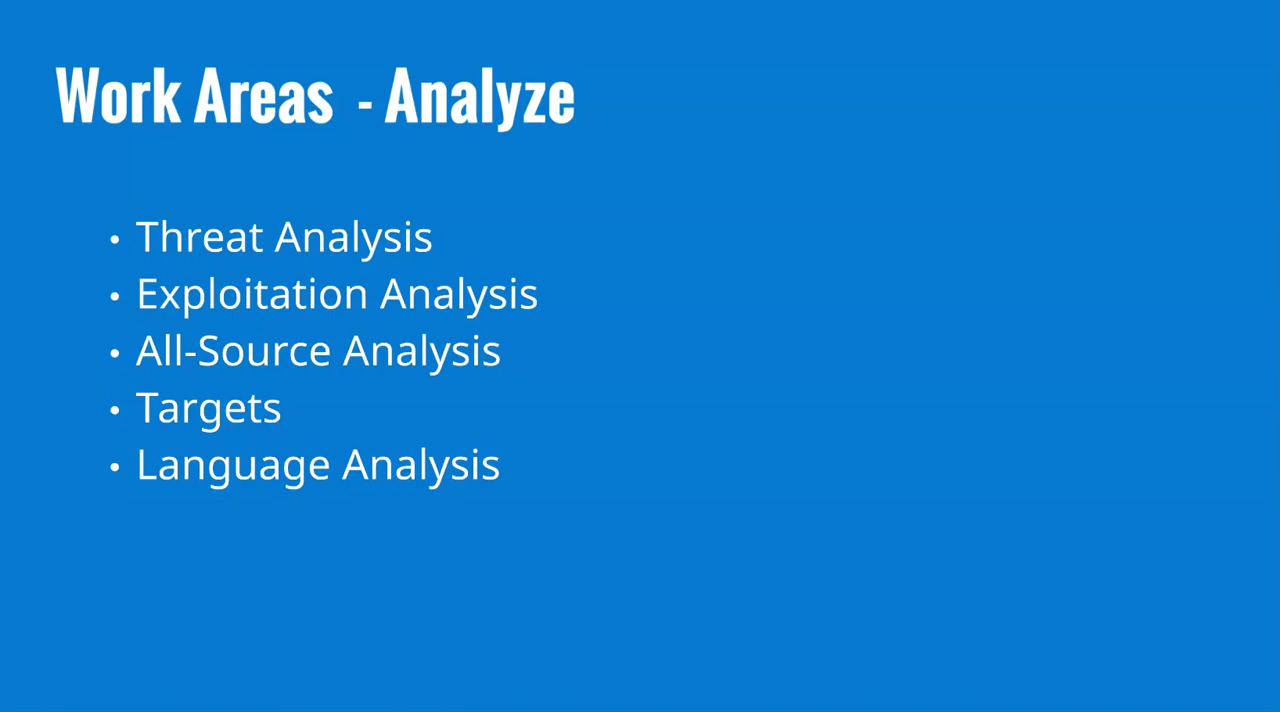 Work Areas - Analyze
• Threat Analysis
• Exploitation Analysis
• All-Source Analysis
• Targets
• Language Analysis